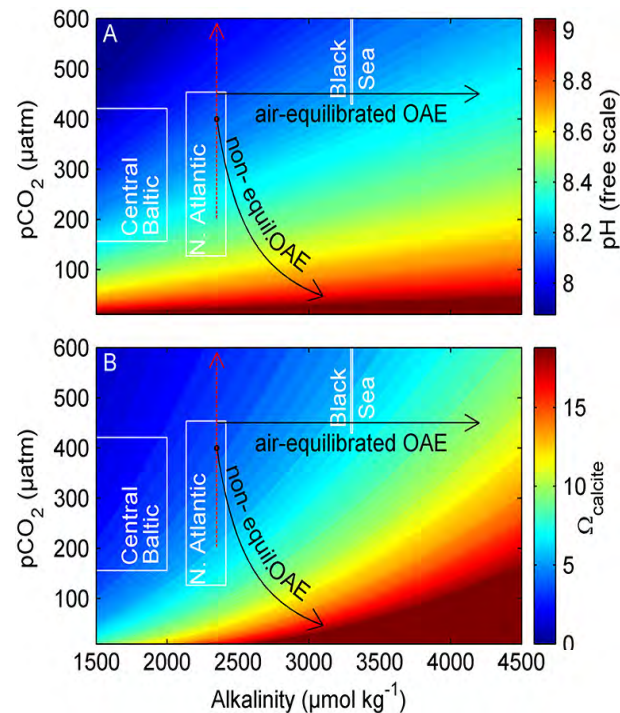 A
600
500
400
300
200
100
pCO₂ (µatm)
Central
Baltic
N. Atlantic
Black
Sea
air-equilibrated OAE
non- equil.OAE
9
8.8
8.6
8.4
8.2
8
pH (free scale)
B
600
500
400
300
200
100
pCO₂ (µatm)
Central
Baltic
N. Atlantic
Black
Sea
air-equilibrated OAE
non- equil.OAE
15
10
5
0
Ωcalcite
1500 2000 2500 3000 3500 4000 4500
Alkalinity (µmol kg⁻¹)